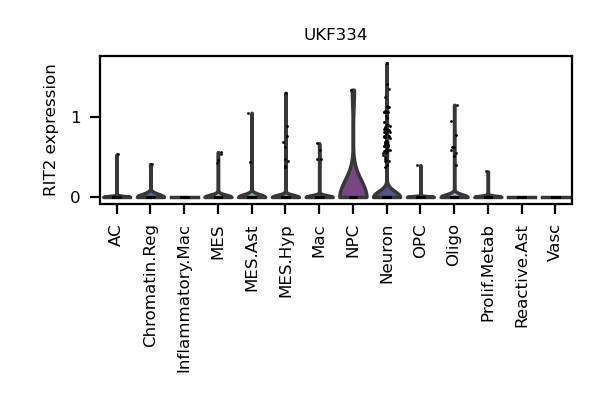 UKF334
RIT2 expression
1
0
AC
Chromatin.Reg
Inflammatory.Mac
MES
MES.Ast
MES.Hyp
Mac
NPC
Neuron
OPC
Oligo
Prolif.Metab
Reactive.Ast
Vasc